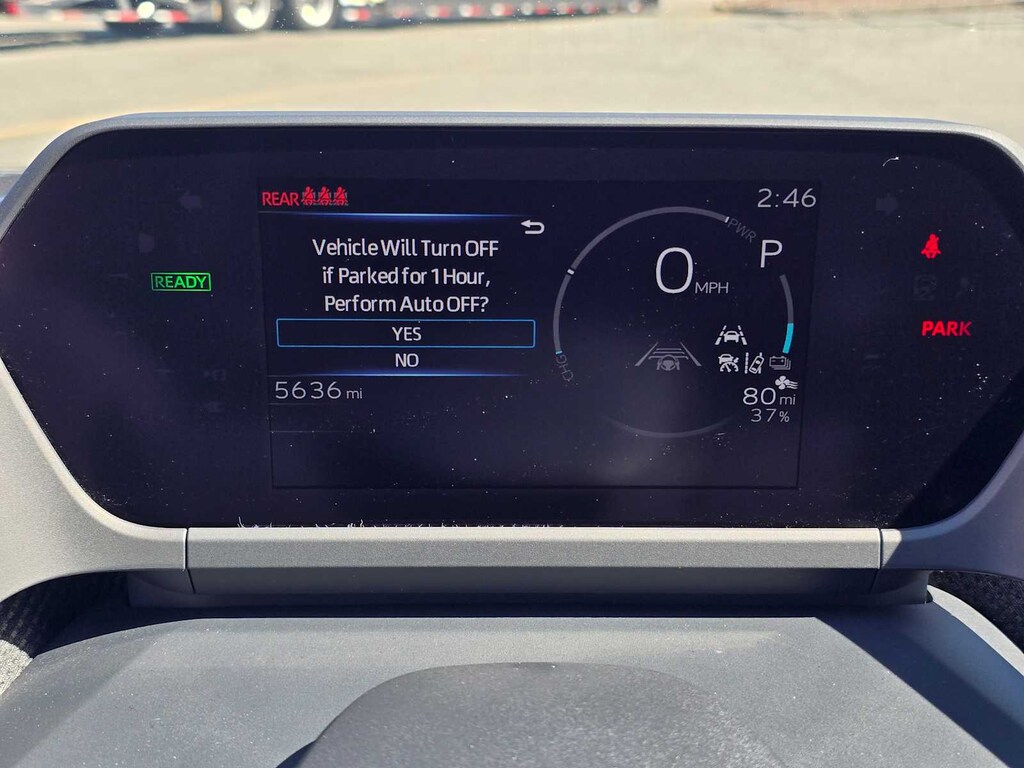 REAR
2:46
Vehicle Will Turn OFF
if Parked for 1 Hour,
Perform Auto OFF?
YES
NO
5636 mi
READY
PWR
P
0 MPH
CHG
80 mi
37%
PARK